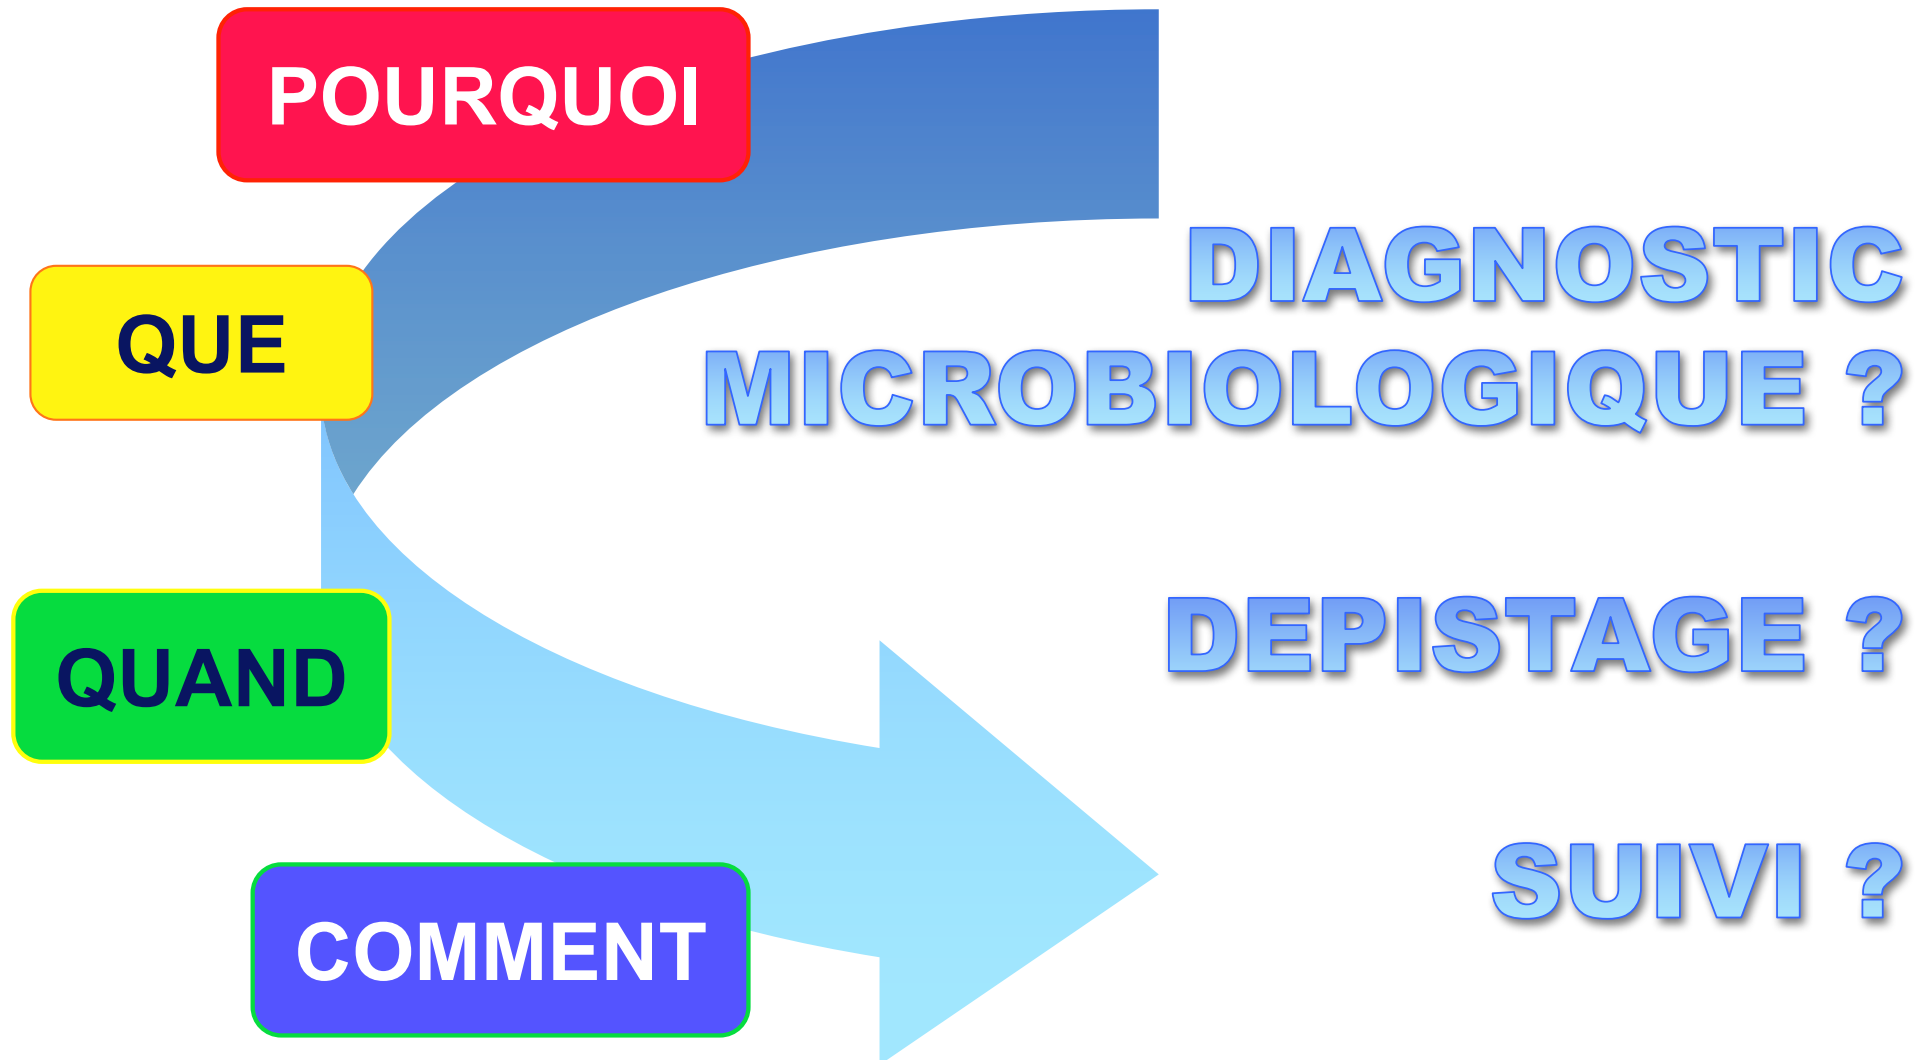 POURQUOI
QUE
QUAND
COMMENT
DIAGNOSTIC
MICROBIOLOGIQUE ?
DEPISTAGE ?
SUIVI ?